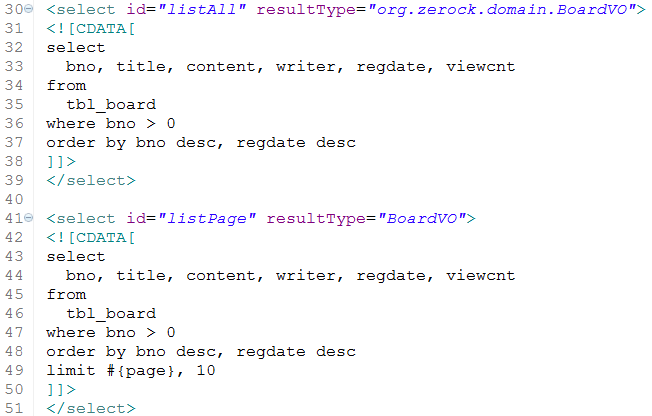 30 <select id="listAll" resultType="org.zerock.domain.BoardVO">
31 <![CDATA[
32 select
33   bno, title, content, writer, regdate, viewcnt
34 from
35   tbl_board
36 where bno > 0
37 order by bno desc, regdate desc
38 ]]>
39 </select>
40
41 <select id="listPage" resultType="BoardVO">
42 <![CDATA[
43 select
44   bno, title, content, writer, regdate, viewcnt
45 from
46   tbl_board
47 where bno > 0
48 order by bno desc, regdate desc
49 limit #{page}, 10
50 ]]>
51 </select>